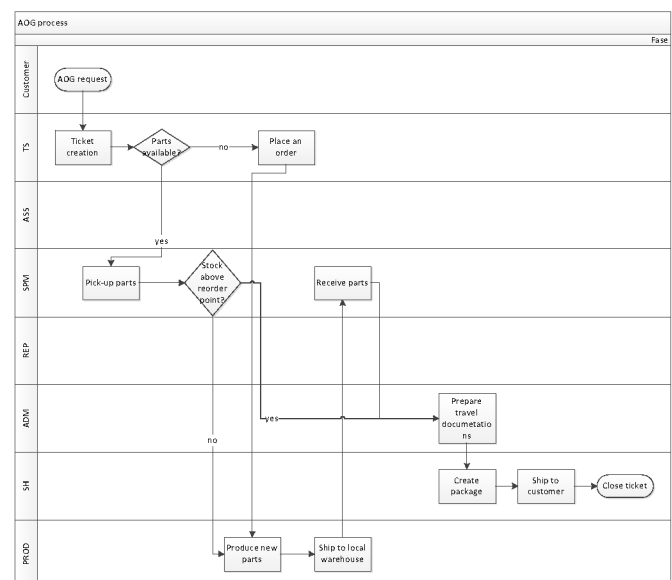 AOG process
Fase
Customer
AOG request
TS
Ticket
creation
Parts
available?
no
Place an
order
ASS
yes
SPM
Pick-up parts
Stock
above
reorder
point?
Receive parts
REP
ADM
yes
Prepare
travel
documetatio
ns
no
SH
Create
package
Ship to
customer
Close ticket
PROD
Produce new
parts
Ship to local
warehouse